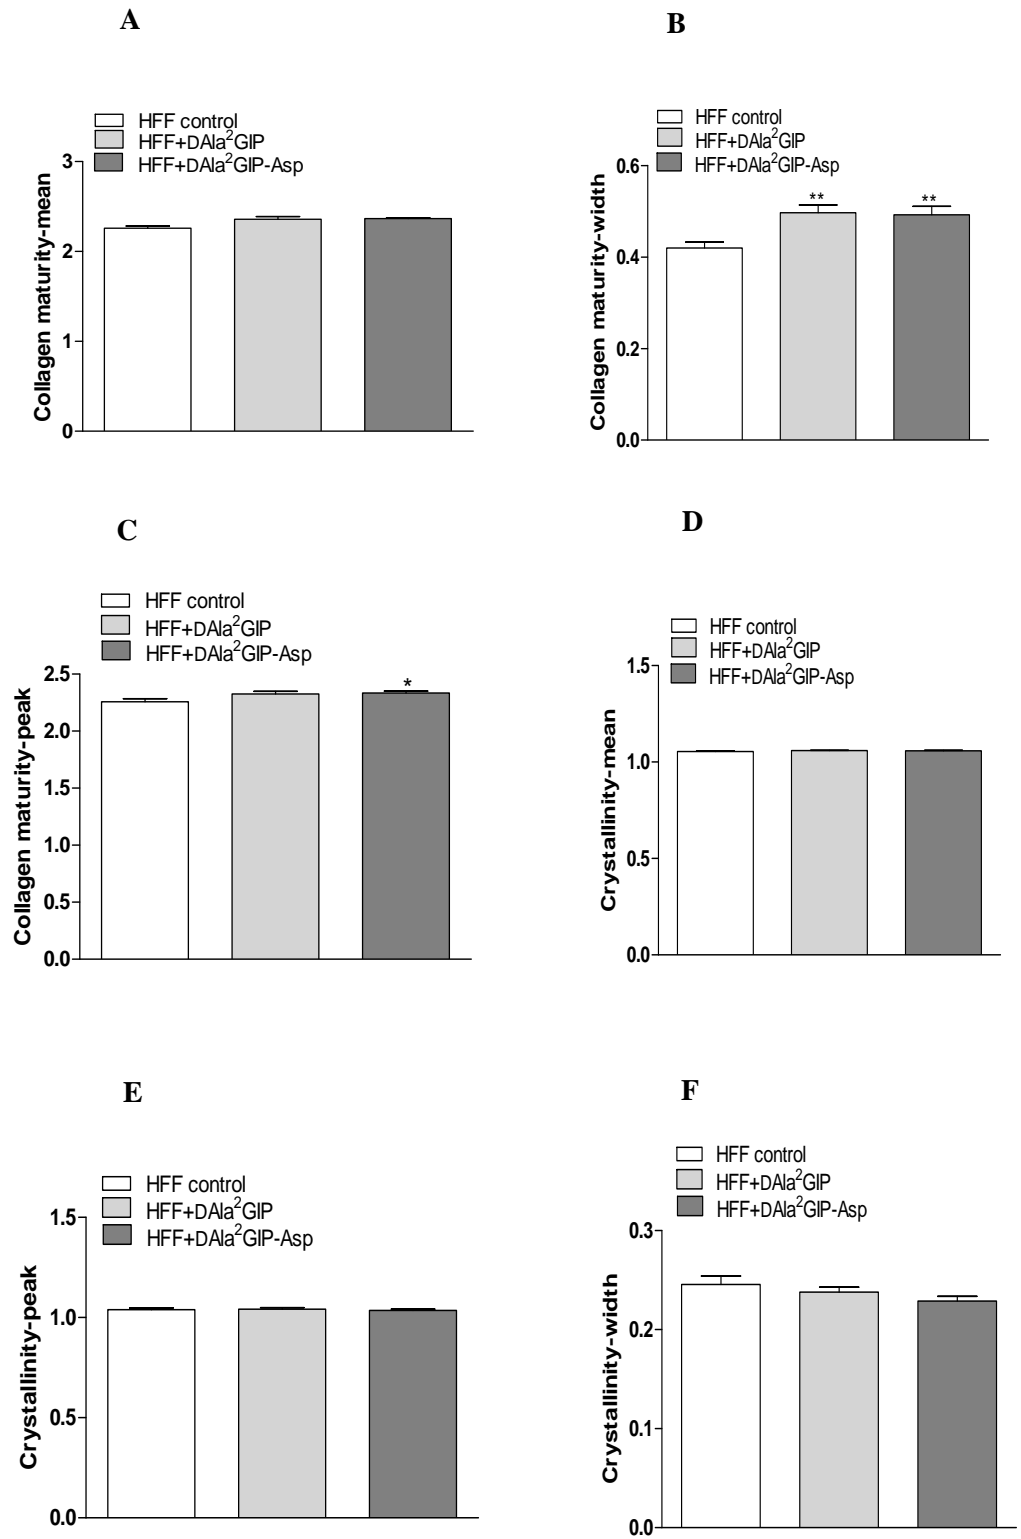 A
HFF control
HFF+DAla²GIP
HFF+DAla²GIP-Asp
3
2
1
0
Collagen maturity-mean
B
HFF control
HFF+DAla²GIP
HFF+DAla²GIP-Asp
0.6
0.4
0.2
0.0
Collagen maturity-width
**
**
C
HFF control
HFF+DAla²GIP
HFF+DAla²GIP-Asp
2.5
2.0
1.5
1.0
0.5
0.0
Collagen maturity-peak
*
D
HFF control
HFF+DAla²GIP
HFF+DAla²GIP-Asp
1.5
1.0
0.5
0.0
Crystallinity-mean
E
HFF control
HFF+DAla²GIP
HFF+DAla²GIP-Asp
1.5
1.0
0.5
0.0
Crystallinity-peak
F
HFF control
HFF+DAla²GIP
HFF+DAla²GIP-Asp
0.3
0.2
0.1
0.0
Crystallinity-width